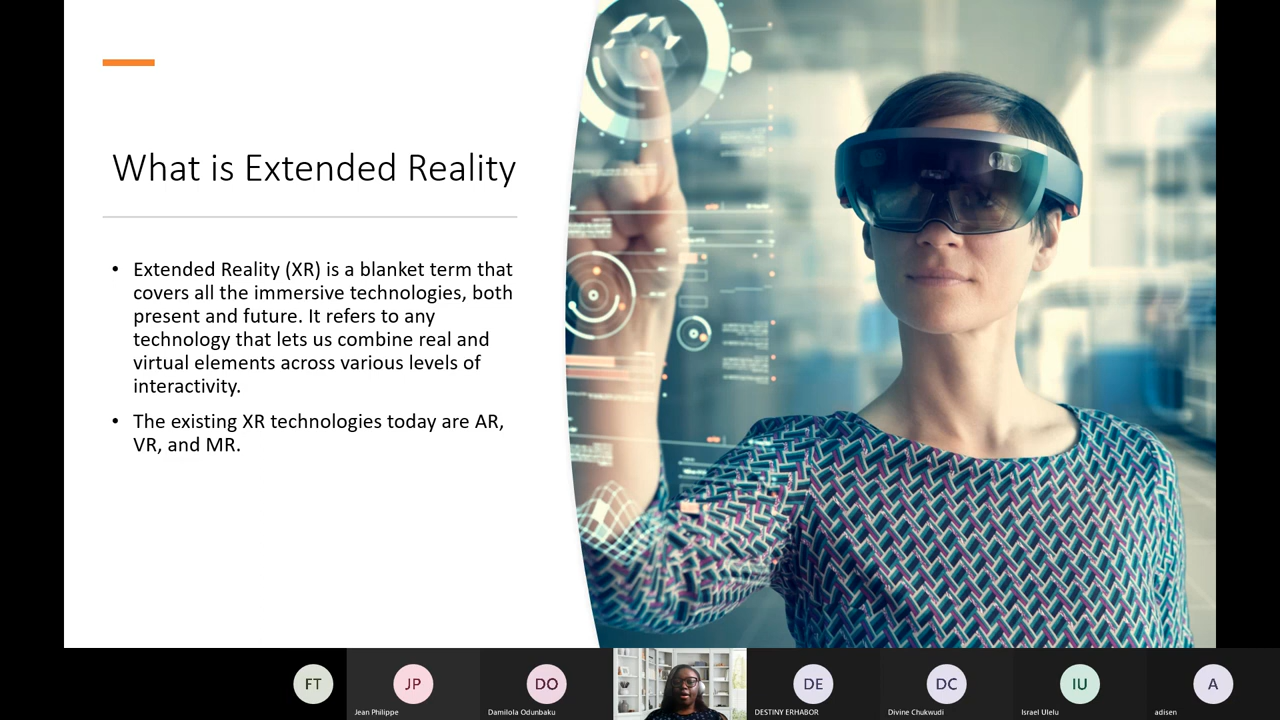 What is Extended Reality
• Extended Reality (XR) is a blanket term that
covers all the immersive technologies, both
present and future. It refers to any
technology that lets us combine real and
virtual elements across various levels of
interactivity.
• The existing XR technologies today are AR,
VR, and MR.
FT
JP
DO
DE
DC
IU
A
Jean Philippe
Damilola Odunbaku
DESTINY ERHABOR
Divine Chukwudi
Israel Ulelu
adisen